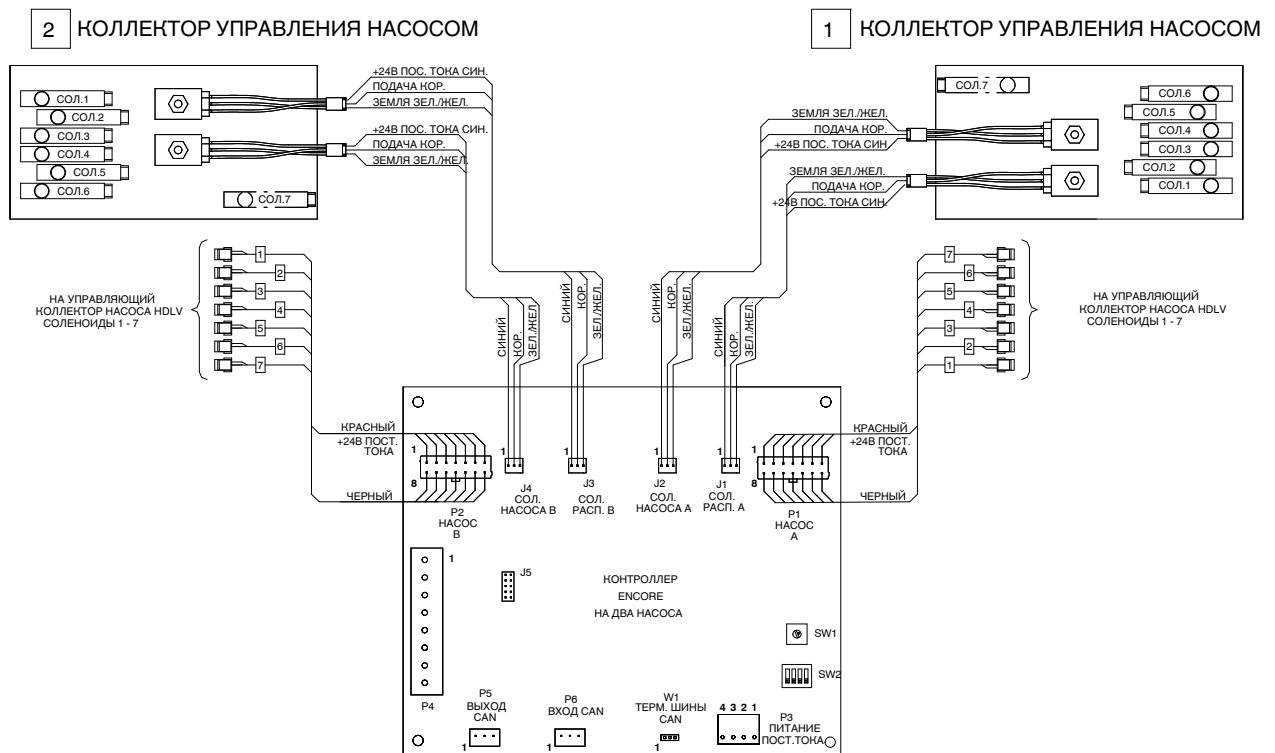 2 КОЛЛЕКТОР УПРАВЛЕНИЯ НАСОСОМ
1 КОЛЛЕКТОР УПРАВЛЕНИЯ НАСОСОМ
СОЛ.1
СОЛ.2
СОЛ.3
СОЛ.4
СОЛ.5
СОЛ.6
СОЛ.7
+24В ПОС. ТОКА СИН.
ПОДАЧА КОР.
ЗЕМЛЯ ЗЕЛ./ЖЕЛ.
+24В ПОС. ТОКА СИН.
ПОДАЧА КОР.
ЗЕМЛЯ ЗЕЛ./ЖЕЛ.
ЗЕМЛЯ ЗЕЛ./ЖЕЛ.
ПОДАЧА КОР.
+24В ПОС. ТОКА СИН.
ЗЕМЛЯ ЗЕЛ./ЖЕЛ.
ПОДАЧА КОР.
+24В ПОС. ТОКА СИН.
СОЛ.7
СОЛ.6
СОЛ.5
СОЛ.4
СОЛ.3
СОЛ.2
СОЛ.1
НА УПРАВЛЯЮЩИЙ
КОЛЛЕКТОР НАСОСА HDLV
СОЛЕНОИДЫ 1 - 7
1
2
3
4
5
6
7
СИНИЙ
КОР.
ЗЕЛ./ЖЕЛ.
СИНИЙ
КОР.
ЗЕЛ./ЖЕЛ.
СИНИЙ
КОР.
ЗЕЛ./ЖЕЛ.
СИНИЙ
КОР.
ЗЕЛ./ЖЕЛ.
7
6
5
4
3
2
1
НА УПРАВЛЯЮЩИЙ
КОЛЛЕКТОР НАСОСА HDLV
СОЛЕНОИДЫ 1 - 7
КРАСНЫЙ
+24В ПОСТ.
ТОКА
ЧЕРНЫЙ
1
8
P2
НАСОС
B
1
J4
СОЛ.
НАСОСА B
1
J3
СОЛ.
РАСП. B
1
J2
СОЛ.
НАСОСА A
1
J1
СОЛ.
РАСП. A
1
8
P1
НАСОС
A
КРАСНЫЙ
+24В ПОСТ.
ТОКА
ЧЕРНЫЙ
1
P4
J5
КОНТРОЛЛЕР
ENCORE
НА ДВА НАСОСА
SW1
SW2
P5
ВЫХОД
CAN
1
P6
ВХОД CAN
1
W1
ТЕРМ. ШИНЫ
CAN
1
4 3 2 1
P3
ПИТАНИЕ
ПОСТ.ТОКА